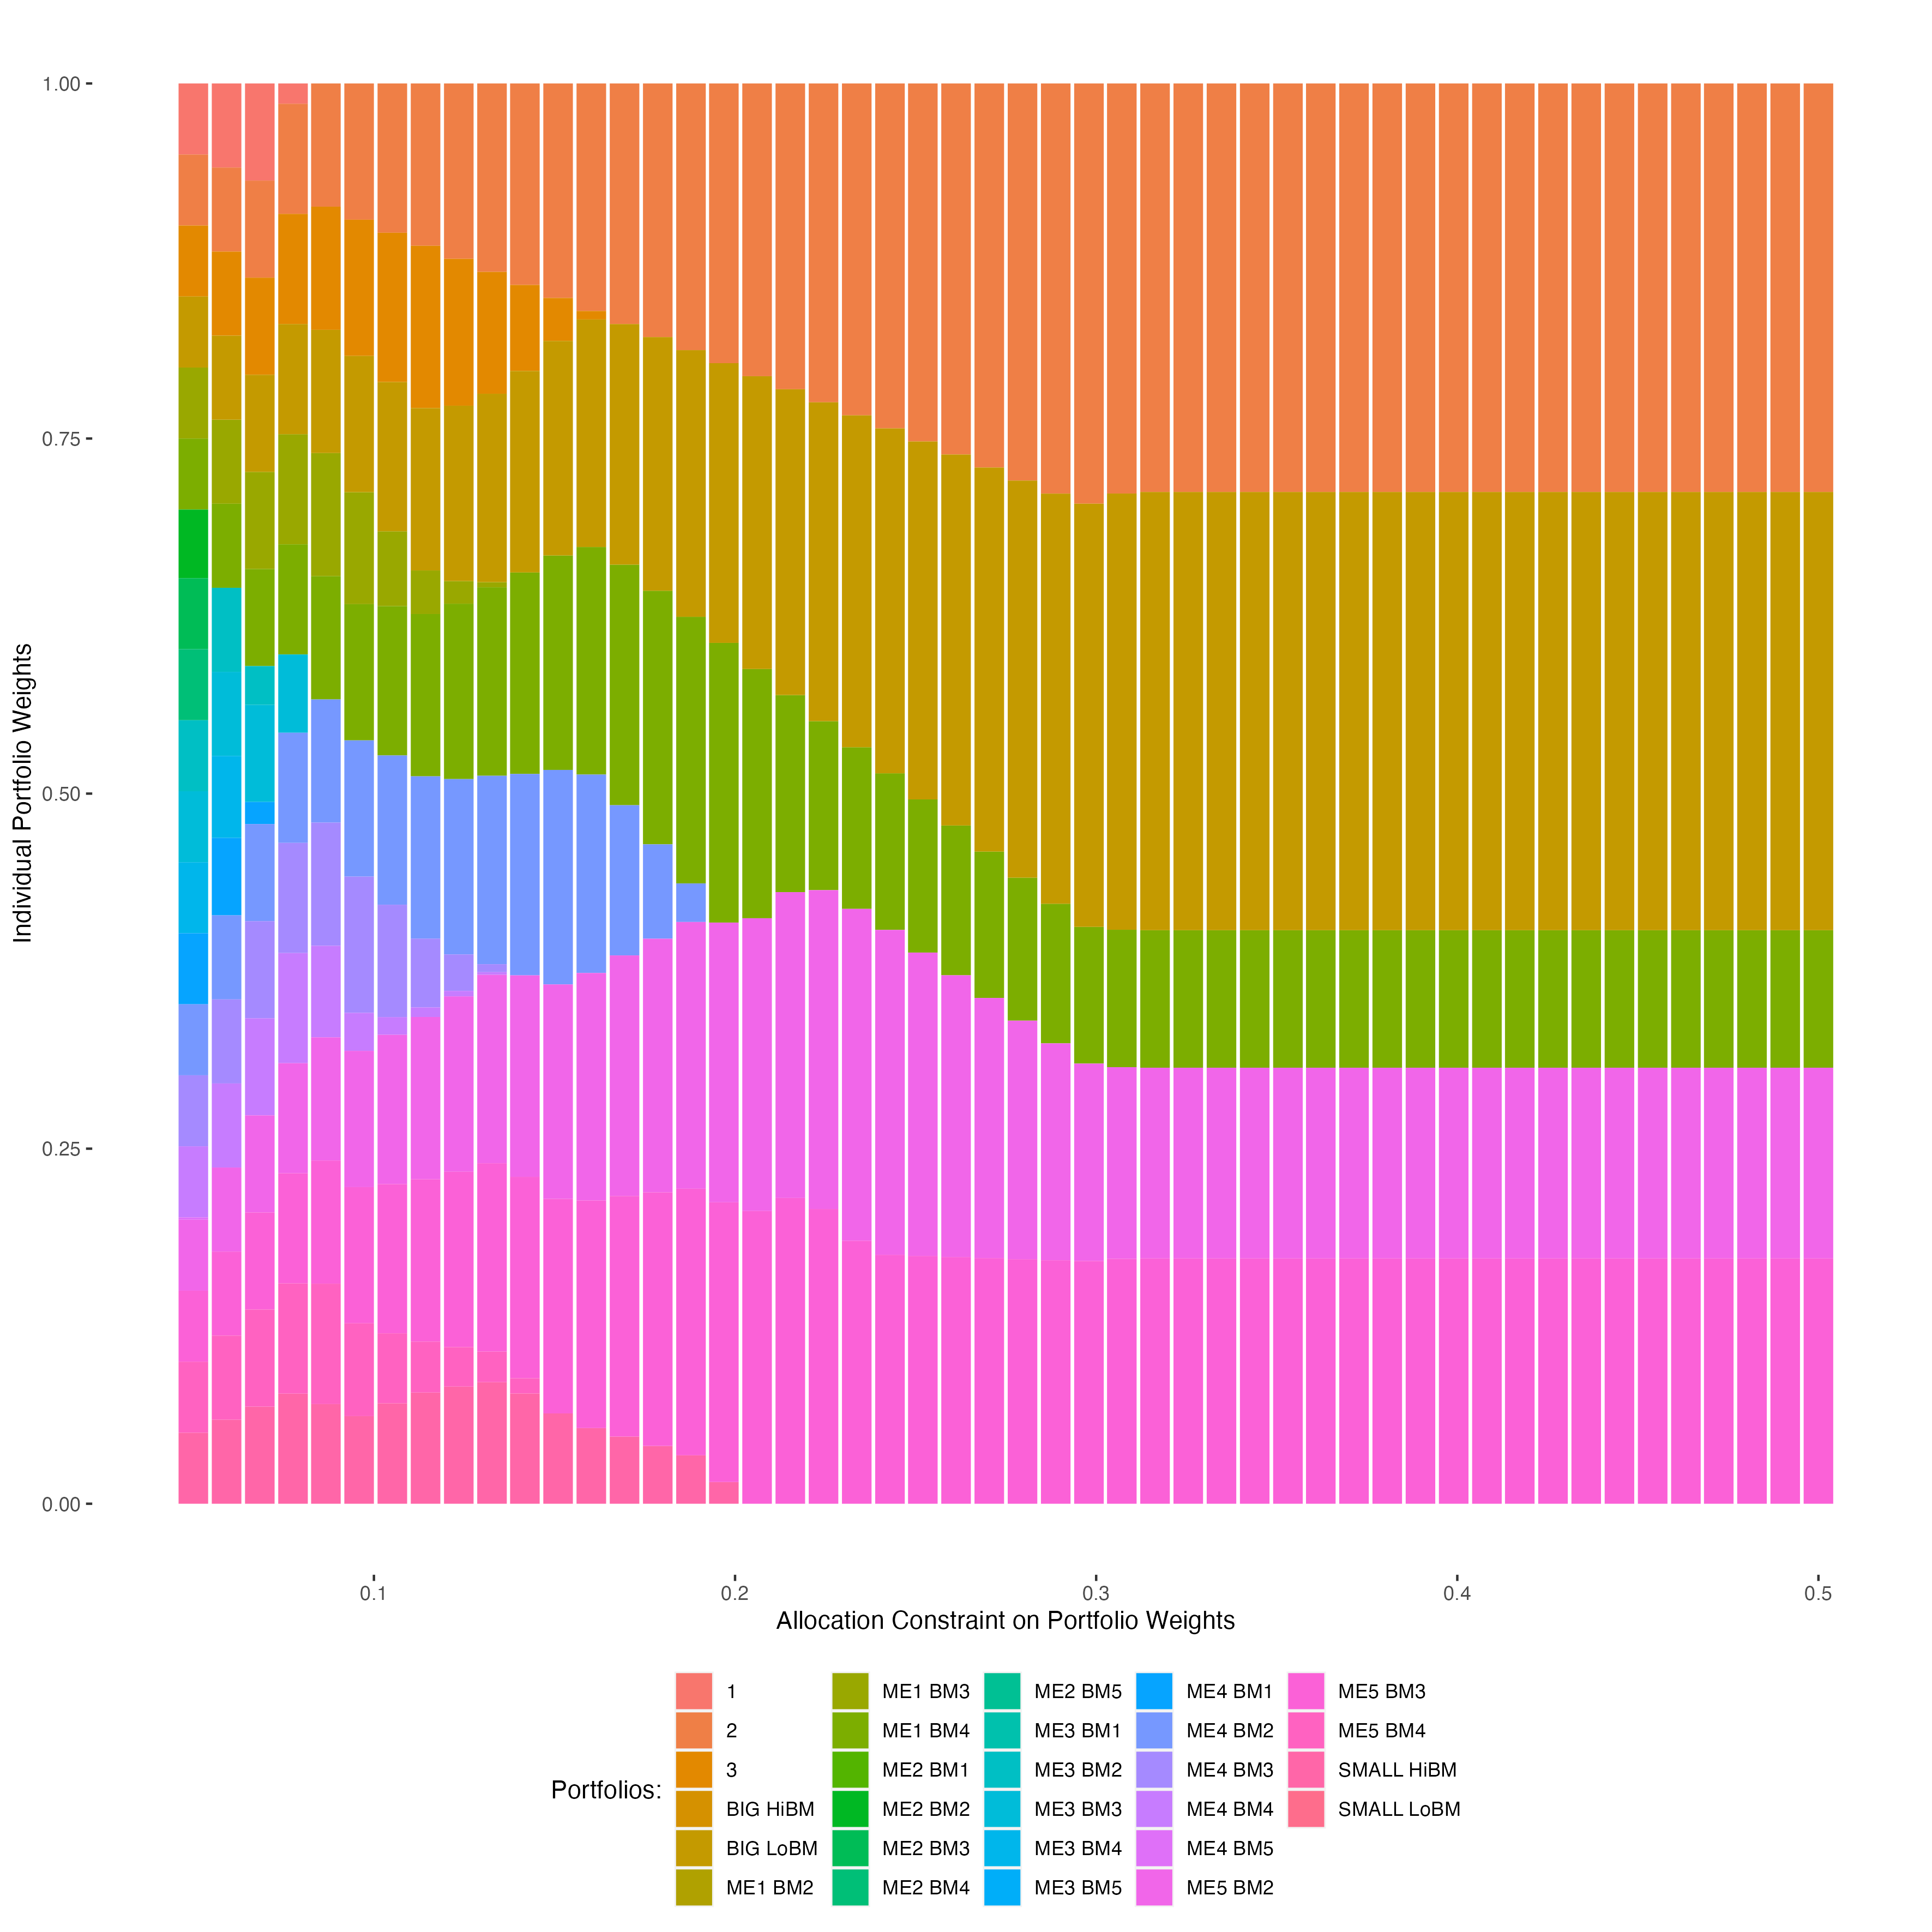 1.00
0.75
0.50
0.25
0.00
Individual Portfolio Weights
0.1 0.2 0.3 0.4 0.5
Allocation Constraint on Portfolio Weights
Portfolios:
1
2
3
BIG HiBM
BIG LoBM
ME1 BM2
ME1 BM3
ME1 BM4
ME2 BM1
ME2 BM2
ME2 BM3
ME2 BM4
ME2 BM5
ME3 BM1
ME3 BM2
ME3 BM3
ME3 BM4
ME3 BM5
ME4 BM1
ME4 BM2
ME4 BM3
ME4 BM4
ME4 BM5
ME5 BM2
ME5 BM3
ME5 BM4
SMALL HiBM
SMALL LoBM